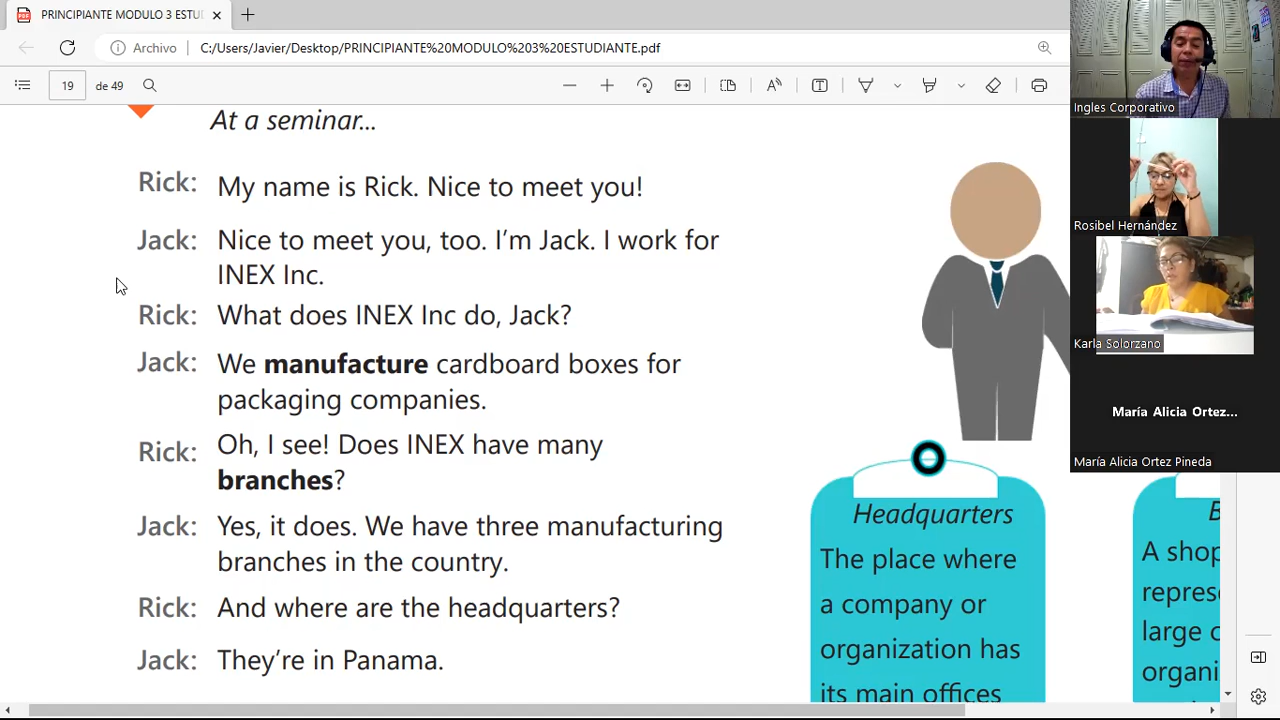 PRINCIPIANTE MODULO 3 ESTU
Archivo
C:/Users/Javier/Desktop/PRINCIPIANTE%20MODULO%203%20ESTUDIANTE.pdf
19
de 49
At a seminar...
Rick: My name is Rick. Nice to meet you!
Jack: Nice to meet you, too. I'm Jack. I work for
INEX Inc.
Rick: What does INEX Inc do, Jack?
Jack: We manufacture cardboard boxes for
packaging companies.
Rick: Oh, I see! Does INEX have many
branches?
Jack: Yes, it does. We have three manufacturing
branches in the country.
Rick: And where are the headquarters?
Jack: They're in Panama.
Headquarters
The place where
a company or
organization has
its main offices
B
A shop
represe
large o
organi
Ingles Corporativo
Rosibel Hernández
Karla Solorzano
María Alicia Ortez...
María Alicia Ortez Pineda